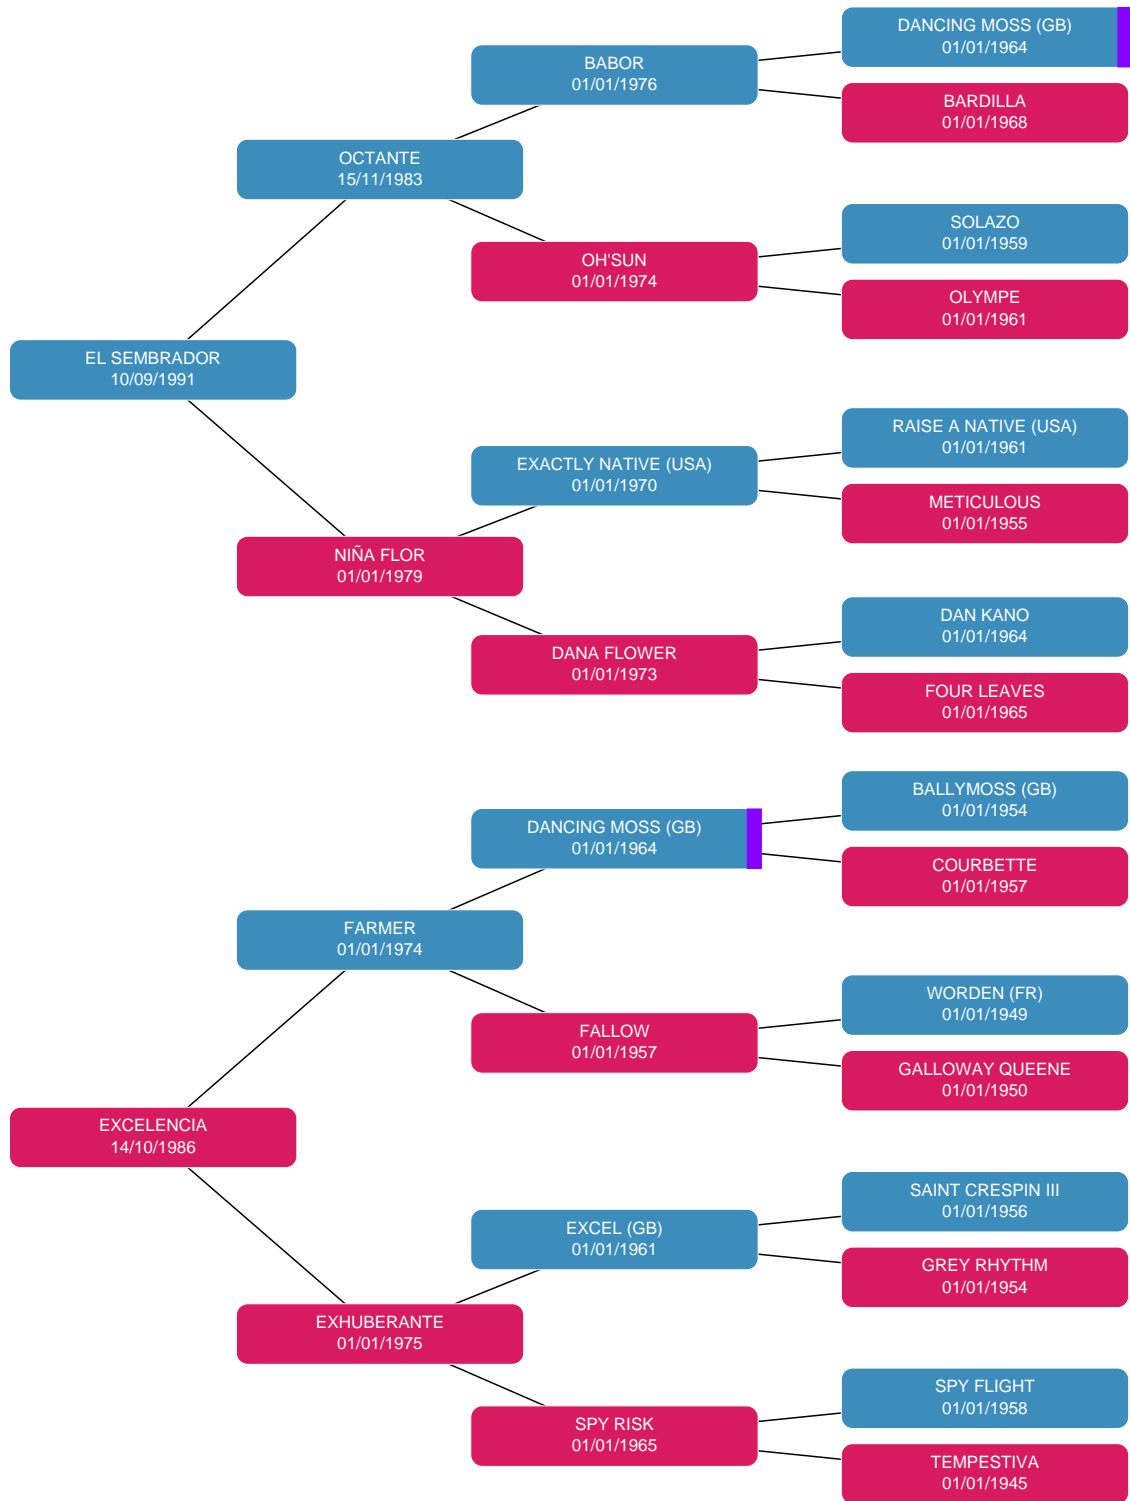 DANCING MOSS (GB)
01/01/1964
BABOR
01/01/1976
BARDILLA
01/01/1968
OCTANTE
15/11/1983
SOLAZO
01/01/1959
OH'SUN
01/01/1974
OLYMPE
01/01/1961
EL SEMBRADOR
10/09/1991
RAISE A NATIVE (USA)
01/01/1961
EXACTLY NATIVE (USA)
01/01/1970
METICULOUS
01/01/1955
NIÑA FLOR
01/01/1979
DAN KANO
01/01/1964
DANA FLOWER
01/01/1973
FOUR LEAVES
01/01/1965
BALLYMOSS (GB)
01/01/1954
DANCING MOSS (GB)
01/01/1964
COURBETTE
01/01/1957
FARMER
01/01/1974
WORDEN (FR)
01/01/1949
FALLOW
01/01/1957
GALLOWAY QUEENE
01/01/1950
EXCELENCIA
14/10/1986
SAINT CRESPIN III
01/01/1956
EXCEL (GB)
01/01/1961
GREY RHYTHM
01/01/1954
EXHUBERANTE
01/01/1975
SPY FLIGHT
01/01/1958
SPY RISK
01/01/1965
TEMPESTIVA
01/01/1945